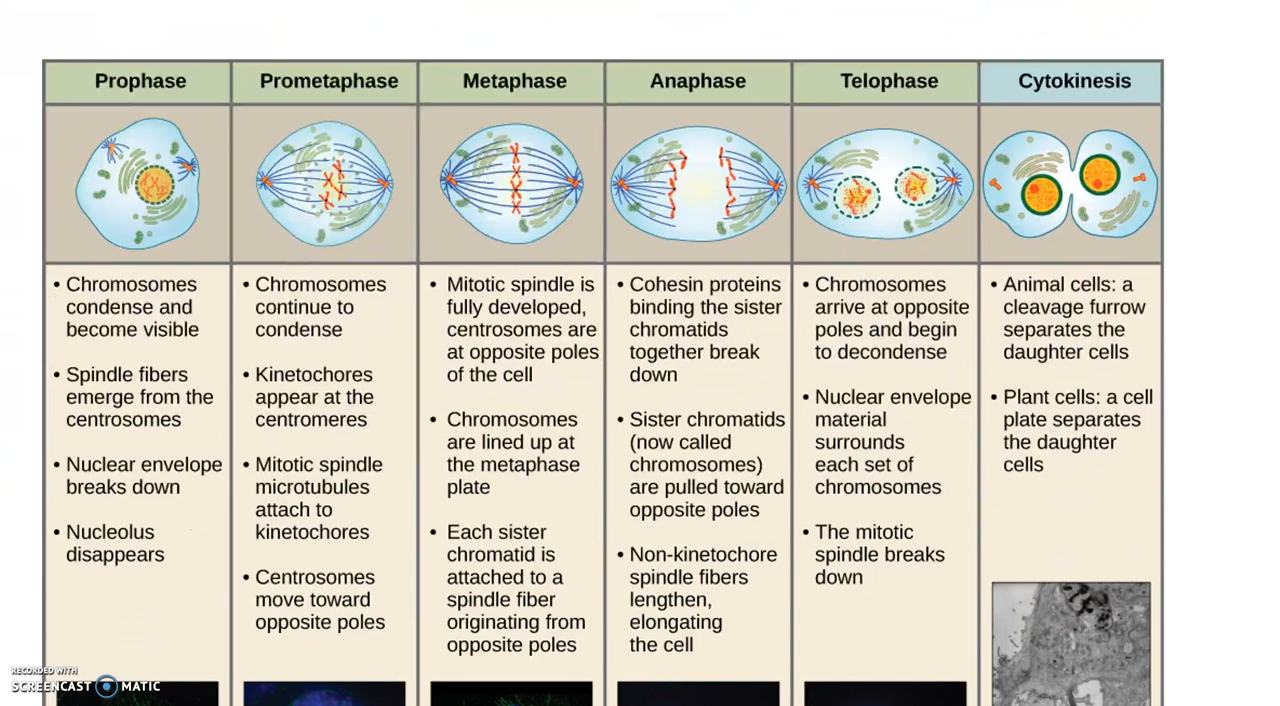 Prophase
Prometaphase
Metaphase
Anaphase
Telophase
Cytokinesis
• Chromosomes
condense and
become visible
• Spindle fibers
emerge from the
centrosomes
• Nuclear envelope
breaks down
• Nucleolus
disappears
• Chromosomes
continue to
condense
• Kinetochores
appear at the
centromeres
• Mitotic spindle
microtubules
attach to
kinetochores
• Centrosomes
move toward
opposite poles
• Mitotic spindle is
fully developed,
centrosomes are
at opposite poles
of the cell
• Chromosomes
are lined up at
the metaphase
plate
• Each sister
chromatid is
attached to a
spindle fiber
originating from
opposite poles
• Cohesin proteins
binding the sister
chromatids
together break
down
• Sister chromatids
(now called
chromosomes)
are pulled toward
opposite poles
• Non-kinetochore
spindle fibers
lengthen,
elongating
the cell
• Chromosomes
arrive at opposite
poles and begin
to decondense
• Nuclear envelope
material
surrounds
each set of
chromosomes
• The mitotic
spindle breaks
down
• Animal cells: a
cleavage furrow
separates the
daughter cells
• Plant cells: a cell
plate separates
the daughter
cells
RECORDED WITH
SCREENCAST MATIC